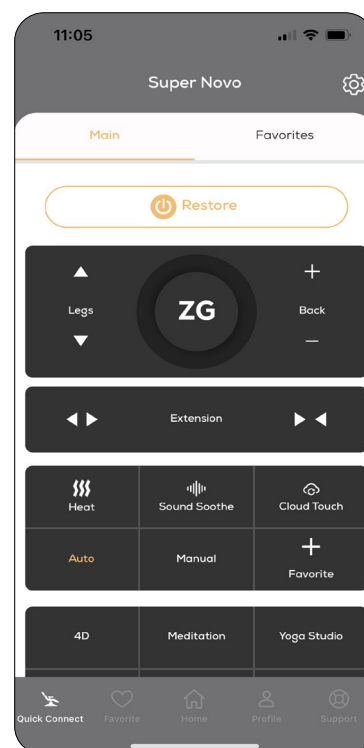 11:05
Super Novo
Main Favorites
Restore
Legs ZG Back
Extension
Heat Sound Soothe Cloud Touch
Auto Manual Favorite
4D Meditation Yoga Studio
Quick Connect Favorite Home Profile Support